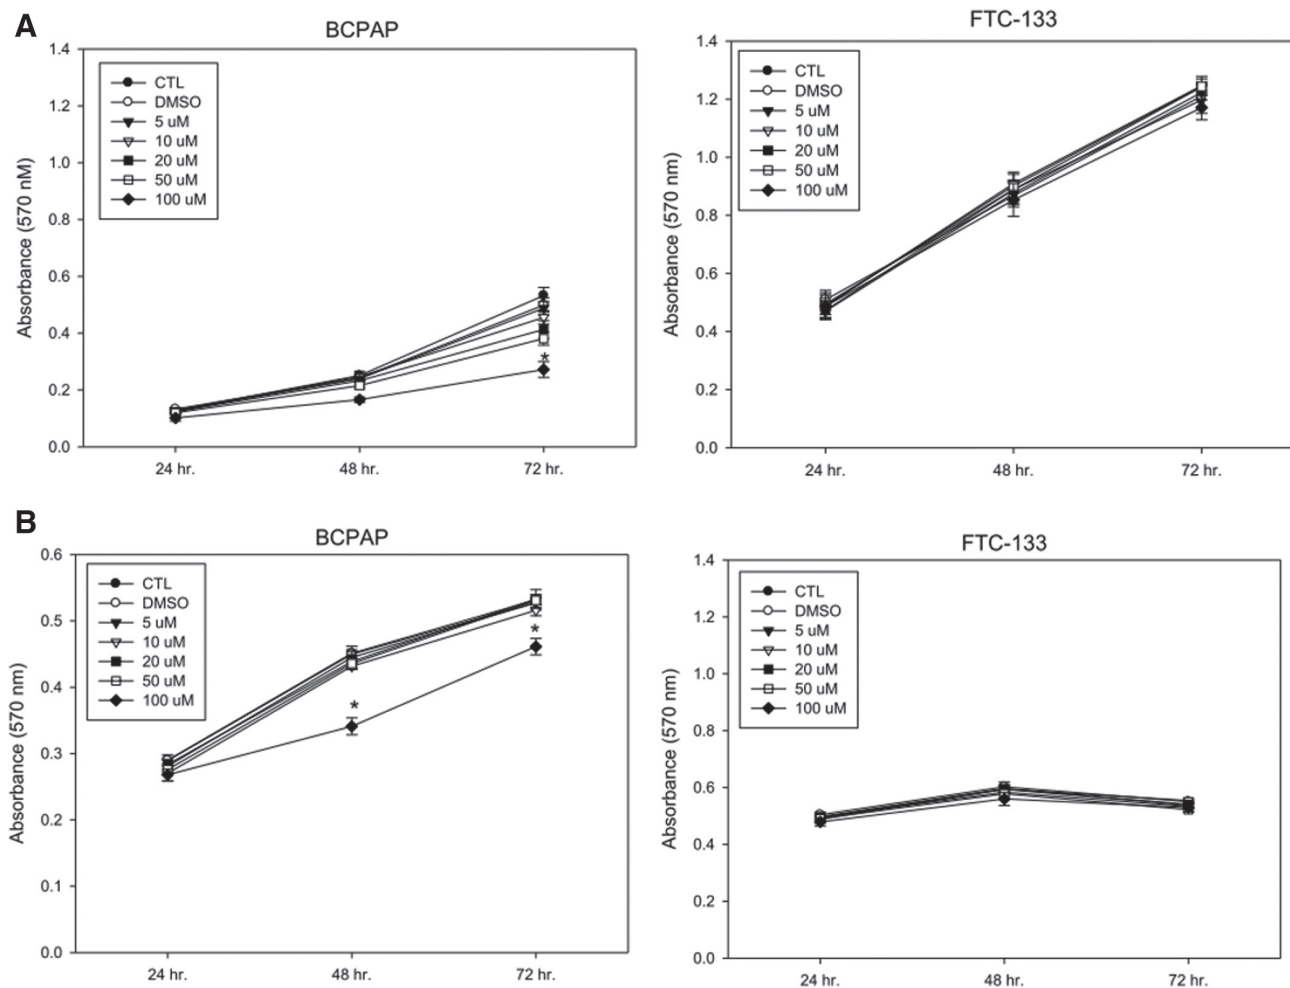 A
BCPAP
1.4
1.2
1.0
0.8
0.6
0.4
0.2
0.0
Absorbance (570 nM)
CTL
DMSO
5 uM
10 uM
20 uM
50 uM
100 uM
*
24 hr.
48 hr.
72 hr.
FTC-133
1.4
1.2
1.0
0.8
0.6
0.4
0.2
0.0
Absorbance (570 nm)
CTL
DMSO
5 uM
10 uM
20 uM
50 uM
100 uM
24 hr.
48 hr.
72 hr.
B
BCPAP
0.6
0.5
0.4
0.3
0.2
0.1
0.0
Absorbance (570 nm)
CTL
DMSO
5 uM
10 uM
20 uM
50 uM
100 uM
*
*
24 hr.
48 hr.
72 hr.
FTC-133
1.4
1.2
1.0
0.8
0.6
0.4
0.2
0.0
Absorbance (570 nm)
CTL
DMSO
5 uM
10 uM
20 uM
50 uM
100 uM
24 hr.
48 hr.
72 hr.